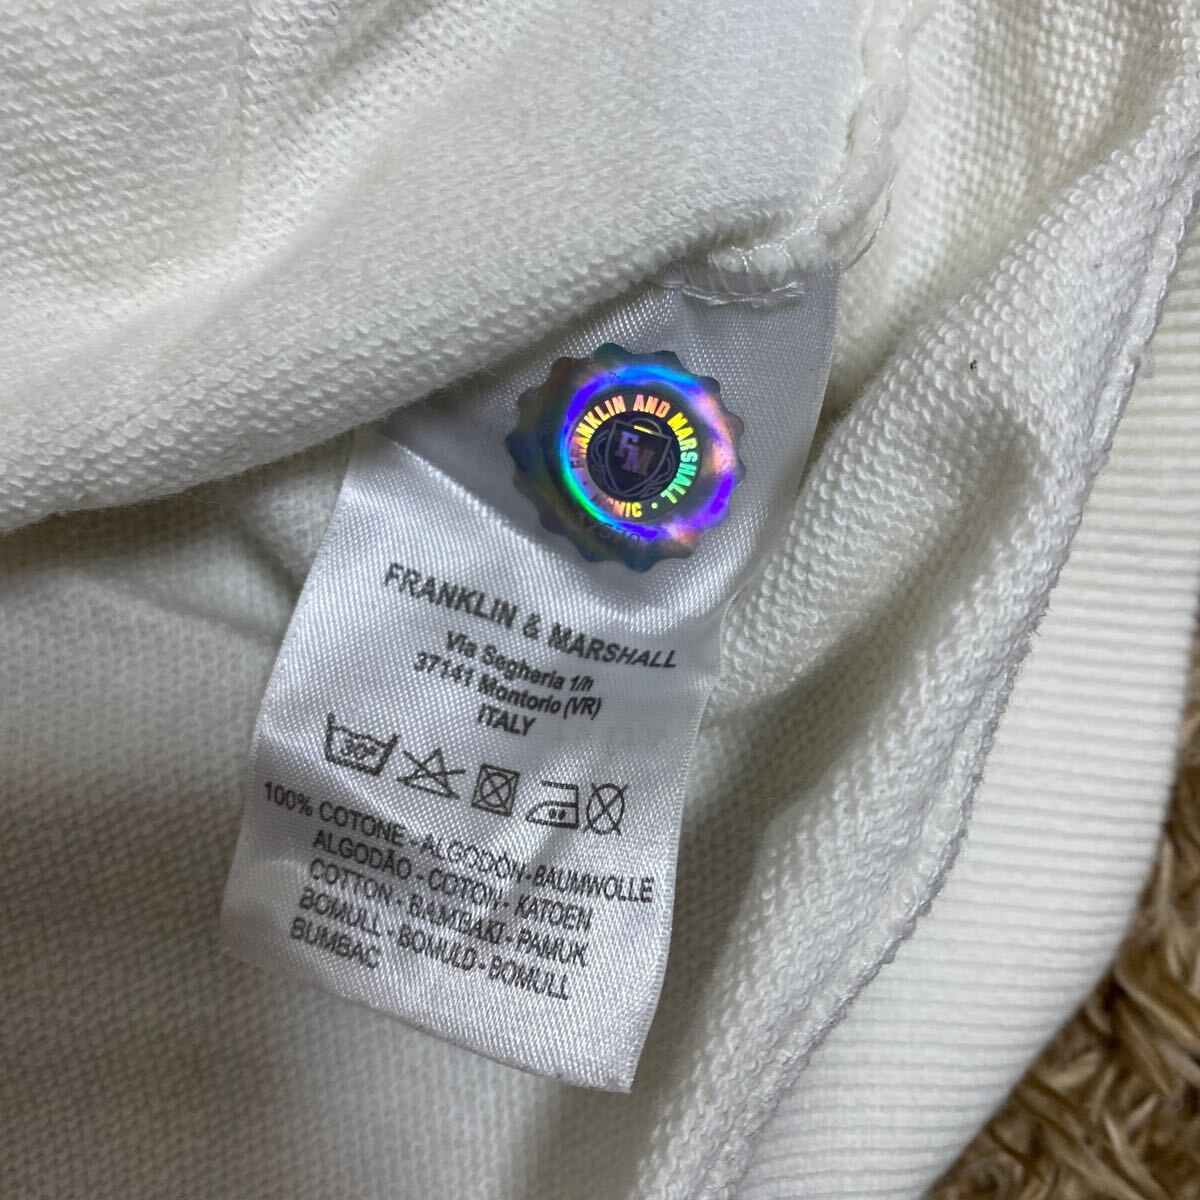 FRANKLIN AND MARSHALL
FM
FRANKLIN & MARSHALL
Via Segheria 1/h
37141 Montorio (VR)
ITALY
30°
100% COTONE - ALGODÒN - BAUMWOLLE
ALGODÃO - COTON - KATOEN
COTTON - BAMBAKI - PAMUK
BOMULL - BOMULD - BOMULL
BUMBAC